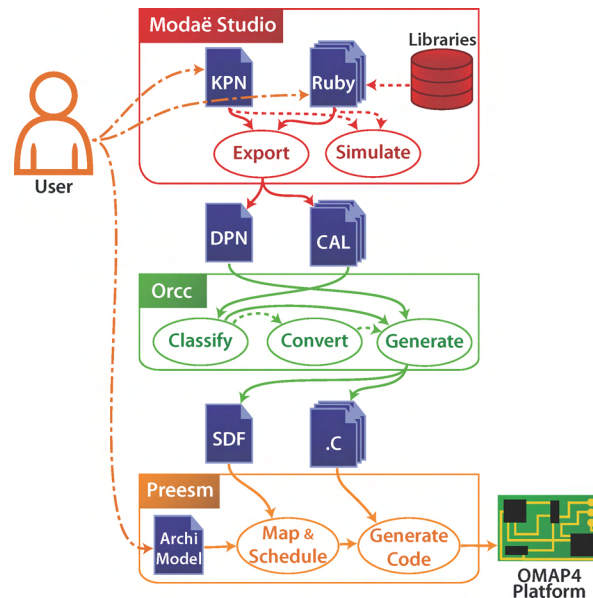 Modaë Studio
Libraries
KPN
Ruby
Export
Simulate
User
DPN
CAL
Orcc
Classify
Convert
Generate
SDF
.C
Preesm
Archi
Model
Map &
Schedule
Generate
Code
OMAP4
Platform